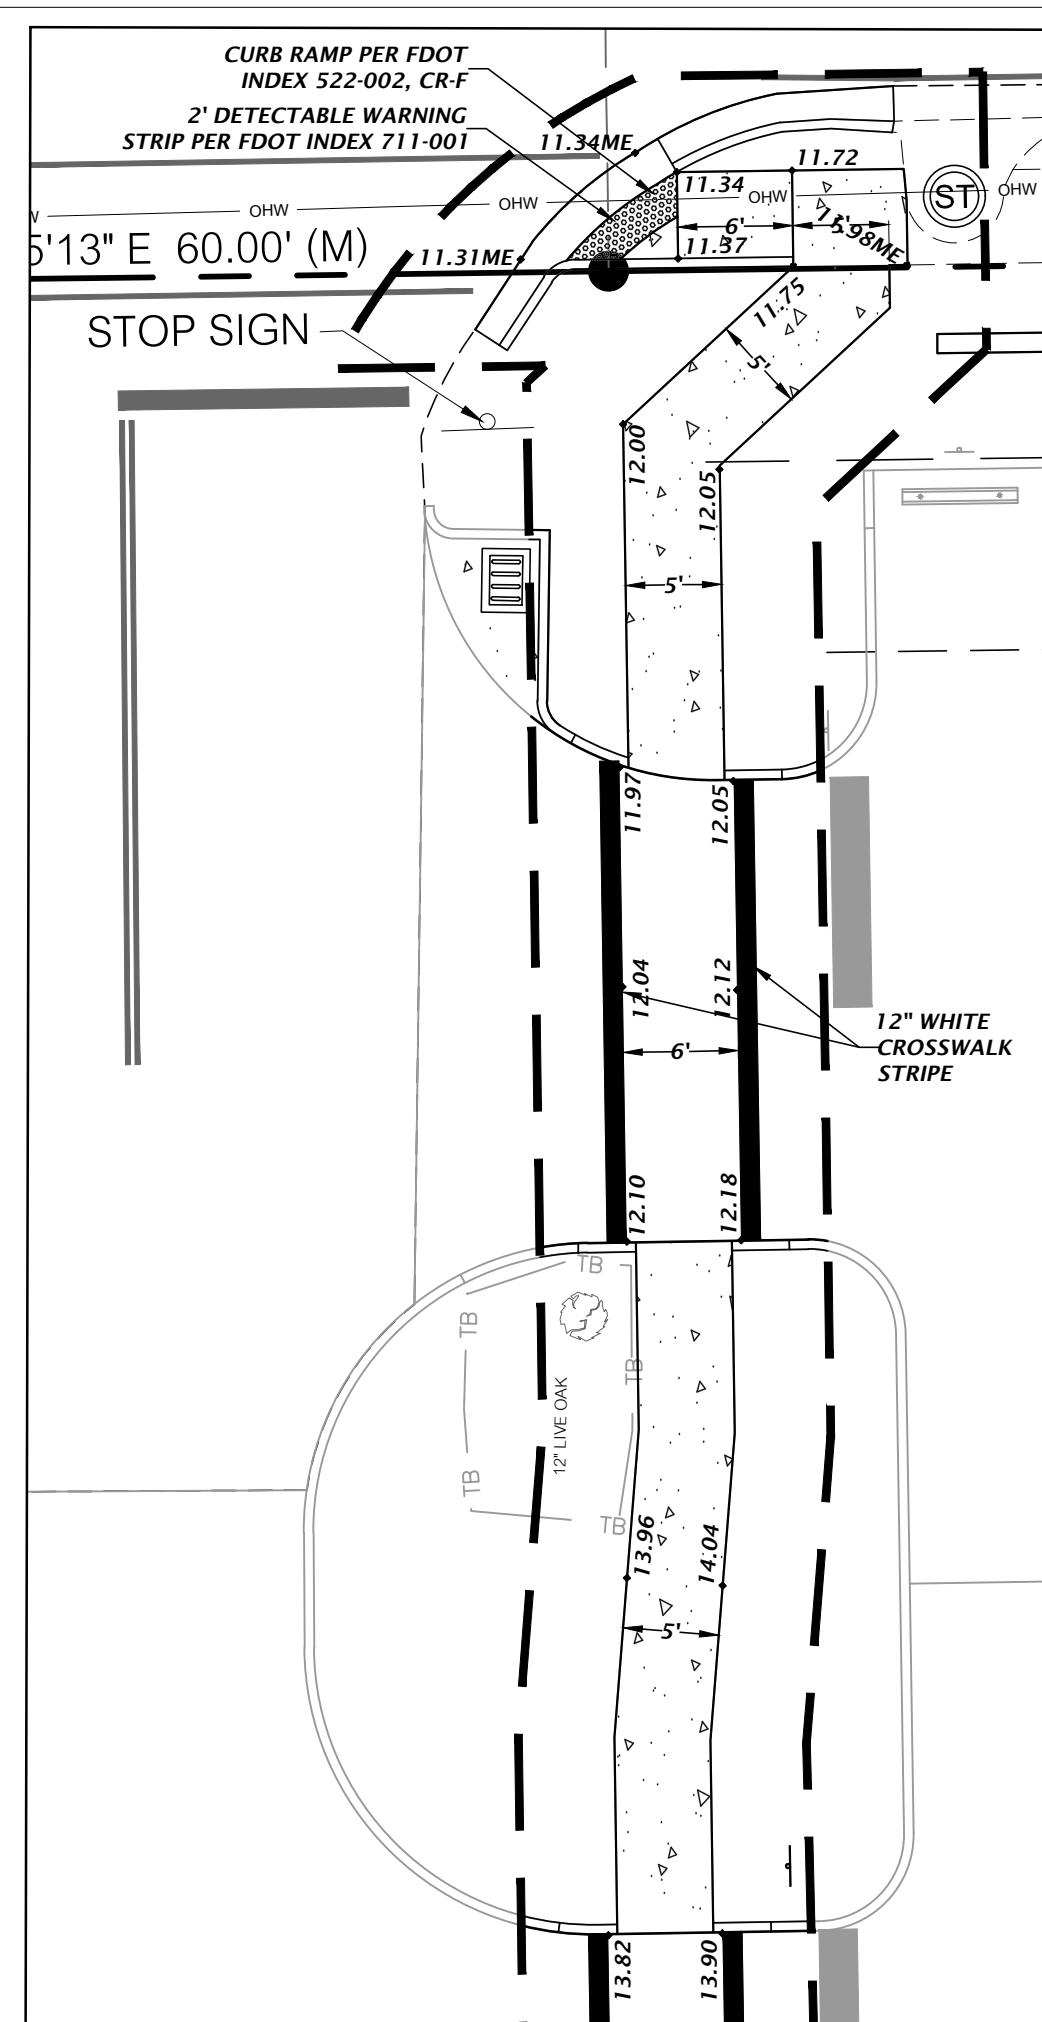 CURB RAMP PER FDOT
INDEX 522-002, CR-F
2' DETECTABLE WARNING
STRIP PER FDOT INDEX 711-001
11.34ME
11.72
11.34
OHW
OHW
OHW
OHW
ST
6'
5'13" E 60.00' (M)
11.31ME
11.37
STOP SIGN
11.75
5'
12.00
12.05
5'
11.97
12.05
12.04
12.12
12" WHITE
CROSSWALK
STRIPE
6'
12.10
12.18
TB
TB
TB
12" LIVE OAK
TB
TB
13.96
14.04
5'
13.82
13.90